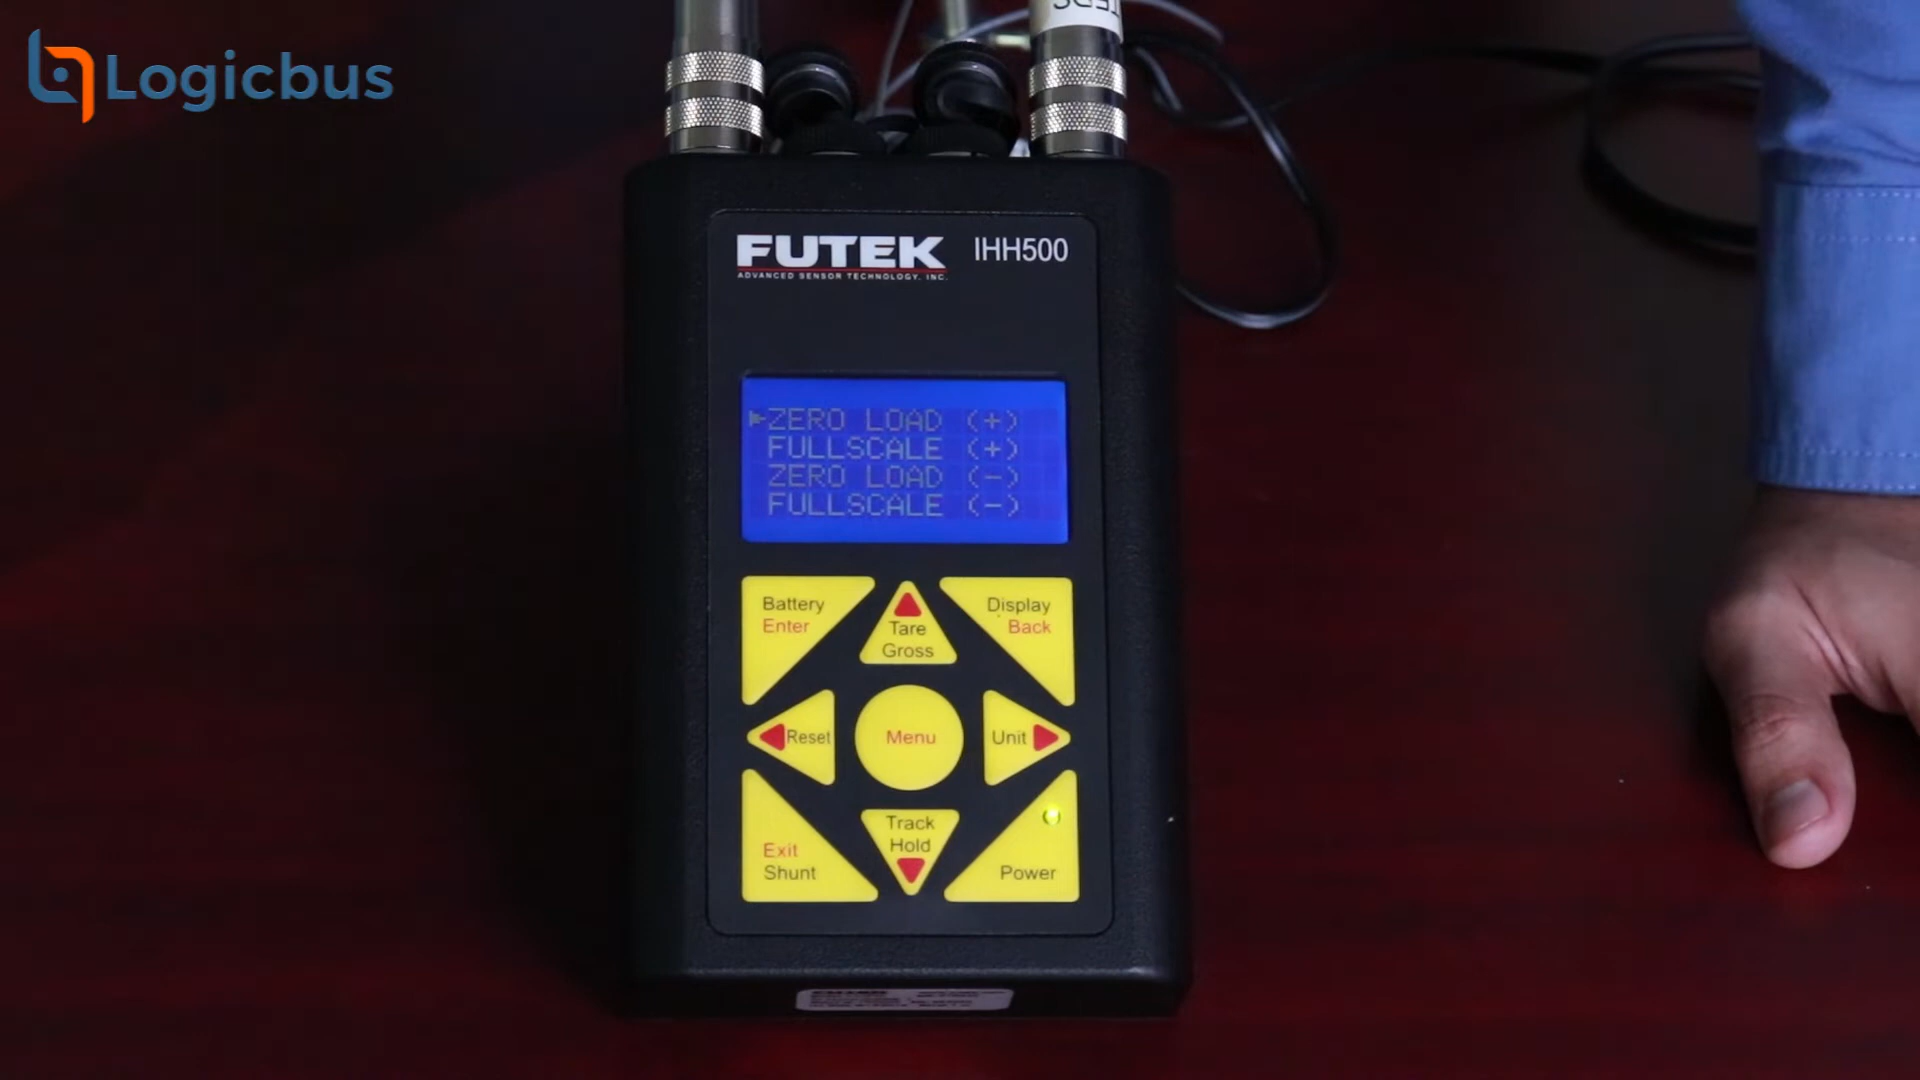 Logicbus
TEDS
FUTEK
IHH500
ADVANCED SENSOR TECHNOLOGY, INC.
ZERO LOAD (+)
FULLSCALE (+)
ZERO LOAD (-)
FULLSCALE (-)
Battery
Enter
Tare
Gross
Display
Back
Reset
Menu
Unit
Exit
Shunt
Track
Hold
Power